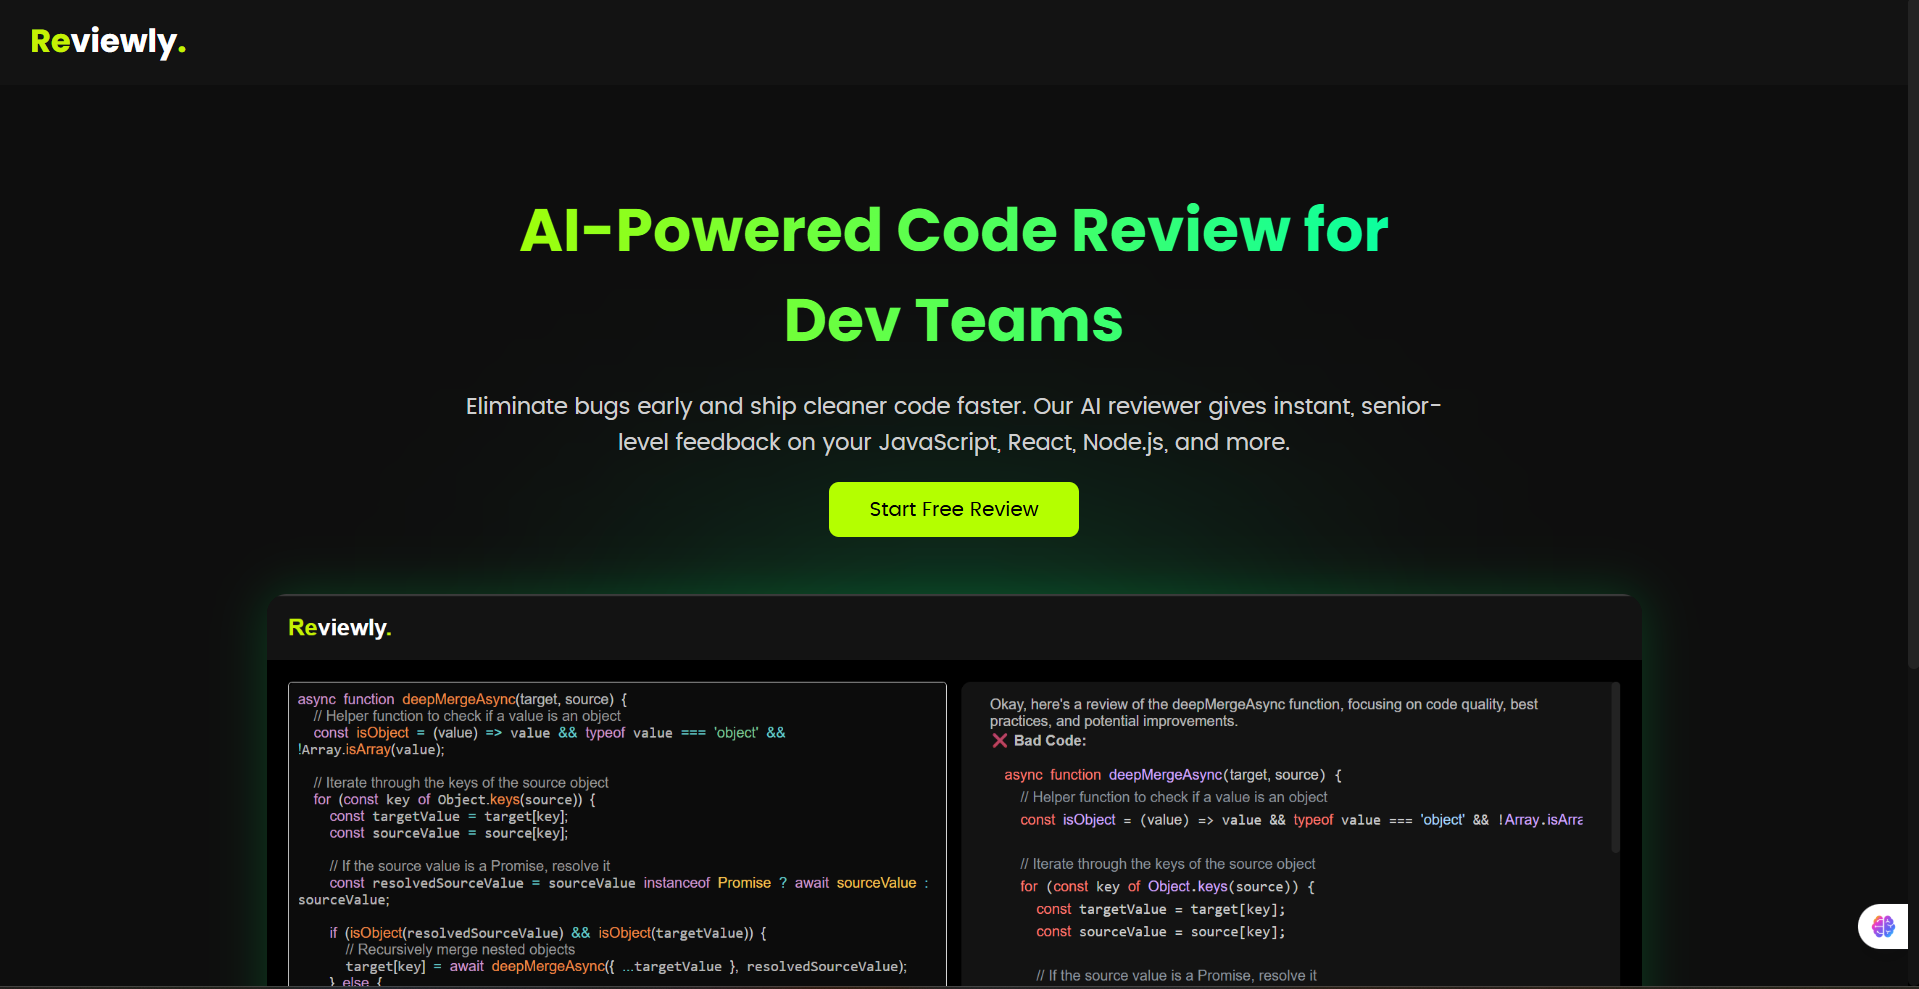 Reviewly.
AI-Powered Code Review for
Dev Teams
Eliminate bugs early and ship cleaner code faster. Our AI reviewer gives instant, senior-
level feedback on your JavaScript, React, Node.js, and more.
Start Free Review
Reviewly.
async function deepMergeAsync(target, source) {
// Helper function to check if a value is an object
const isObject = (value) => value && typeof value === 'object' &&
!Array.isArray(value);
// Iterate through the keys of the source object
for (const key of Object.keys(source)) {
const targetValue = target[key];
const sourceValue = source[key];
// If the source value is a Promise, resolve it
const resolvedSourceValue = sourceValue instanceof Promise ? await sourceValue :
sourceValue;
if (isObject(resolvedSourceValue) && isObject(targetValue)) {
// Recursively merge nested objects
target[key] = await deepMergeAsync({ ...targetValue }, resolvedSourceValue);
} else {
Okay, here's a review of the deepMergeAsync function, focusing on code quality, best
practices, and potential improvements.
❌ Bad Code:
async function deepMergeAsync(target, source) {
// Helper function to check if a value is an object
const isObject = (value) => value && typeof value === 'object' && !Array.isArra
// Iterate through the keys of the source object
for (const key of Object.keys(source)) {
const targetValue = target[key];
const sourceValue = source[key];
// If the source value is a Promise, resolve it